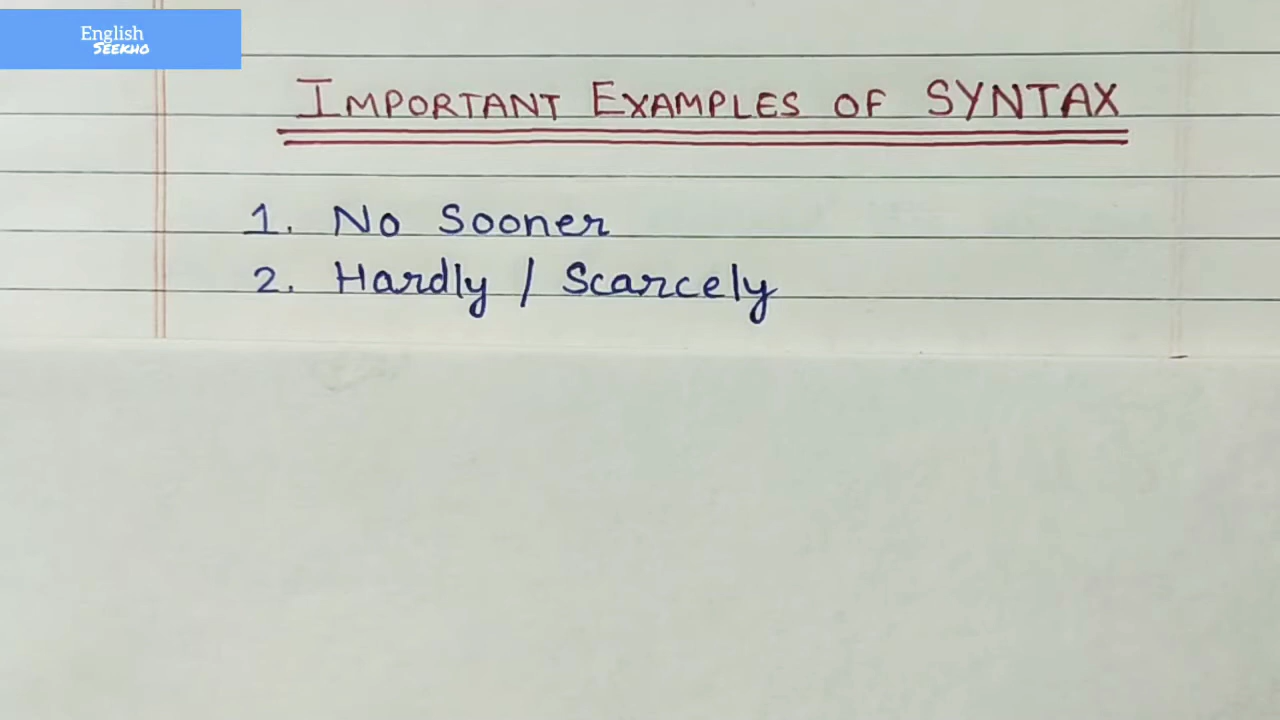 English
SEEKHO
IMPORTANT EXAMPLES OF SYNTAX
1. No Sooner
2. Hardly / Scarcely